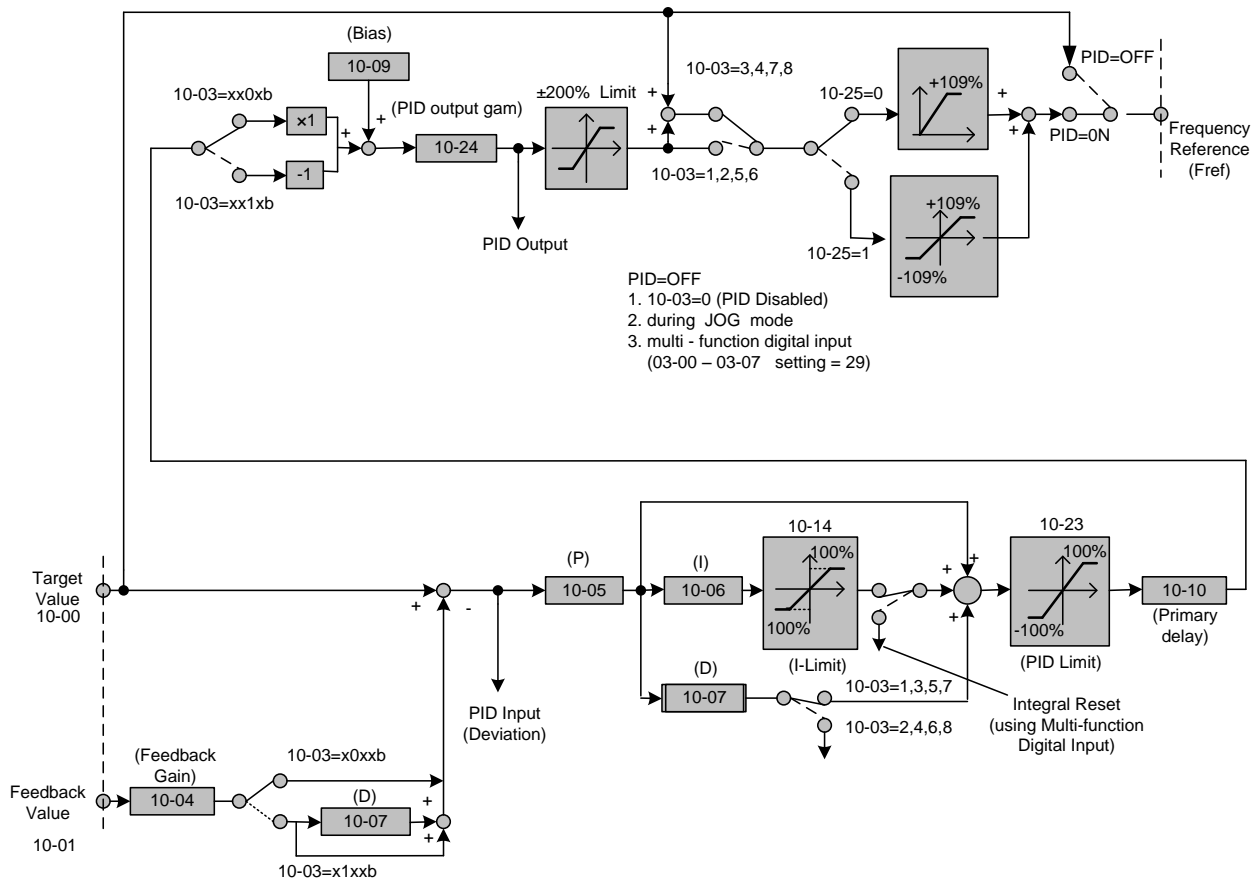 (Bias)
10-09
10-03=xx0xb
×1
-1
10-03=xx1xb
+
+
(PID output gam)
10-24
PID Output
±200% Limit
+
+
10-03=3,4,7,8
10-03=1,2,5,6
10-25=0
+109%
10-25=1
+109%
-109%
+
+
PID=OFF
PID=0N
Frequency
Reference
(Fref)
PID=OFF
1. 10-03=0 (PID Disabled)
2. during JOG mode
3. multi - function digital input
(03-00 – 03-07 setting = 29)
Target
Value
10-00
+
-
PID Input
(Deviation)
(P)
10-05
(I)
10-06
10-14
100%
100%
(I-Limit)
(D)
10-07
10-03=1,3,5,7
10-03=2,4,6,8
+
+
+
Integral Reset
(using Multi-function
Digital Input)
10-23
100%
-100%
(PID Limit)
10-10
(Primary
delay)
Feedback
Value
10-01
(Feedback
Gain)
10-04
10-03=x0xxb
(D)
10-07
+
+
10-03=x1xxb